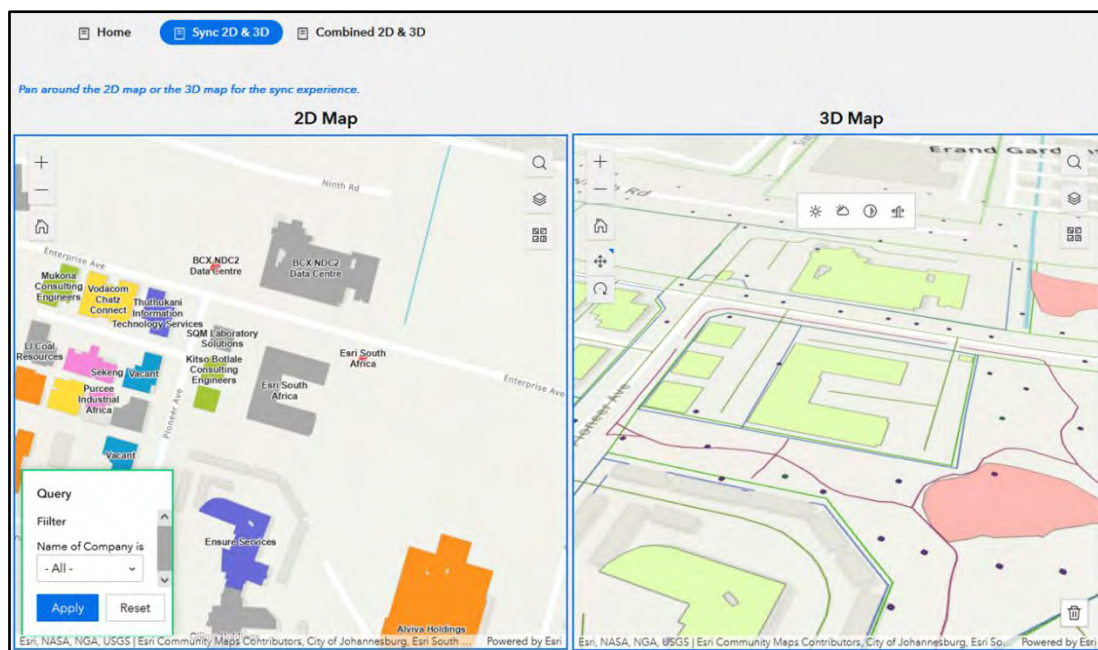 Home
Sync 2D & 3D
Combined 2D & 3D
Pan around the 2D map or the 3D map for the sync experience.
2D Map
3D Map
Ninth Rd
Enterprise Ave
BCX NDC2
Data Centre
BCX NDC2
Data Centre
Mukona
Consulting
Engineers
Vodacom
Chatz
Connect
Thuthukani
Information
Technology Services
SQM Laboratory
Solutions
LI Coal
Resources
Sekeng
Vacant
Kitso Botlale
Consulting
Engineers
Esri South
Africa
Esri South
Africa
Enterprise Ave
Purcee
Industrial
Africa
Pioneer Ave
Vacant
Query
Fiilter
Name of Company is
- All -
Apply
Reset
Ensure Services
Alviva Holdings
Esri, NASA, NGA, USGS | Esri Community Maps Contributors, City of Johannesburg, Esri South ...
Powered by Esri
Erand Gard
Rd
Pioneer Ave
Esri, NASA, NGA, USGS | Esri Community Maps Contributors, City of Johannesburg, Esri So...
Powered by Esri